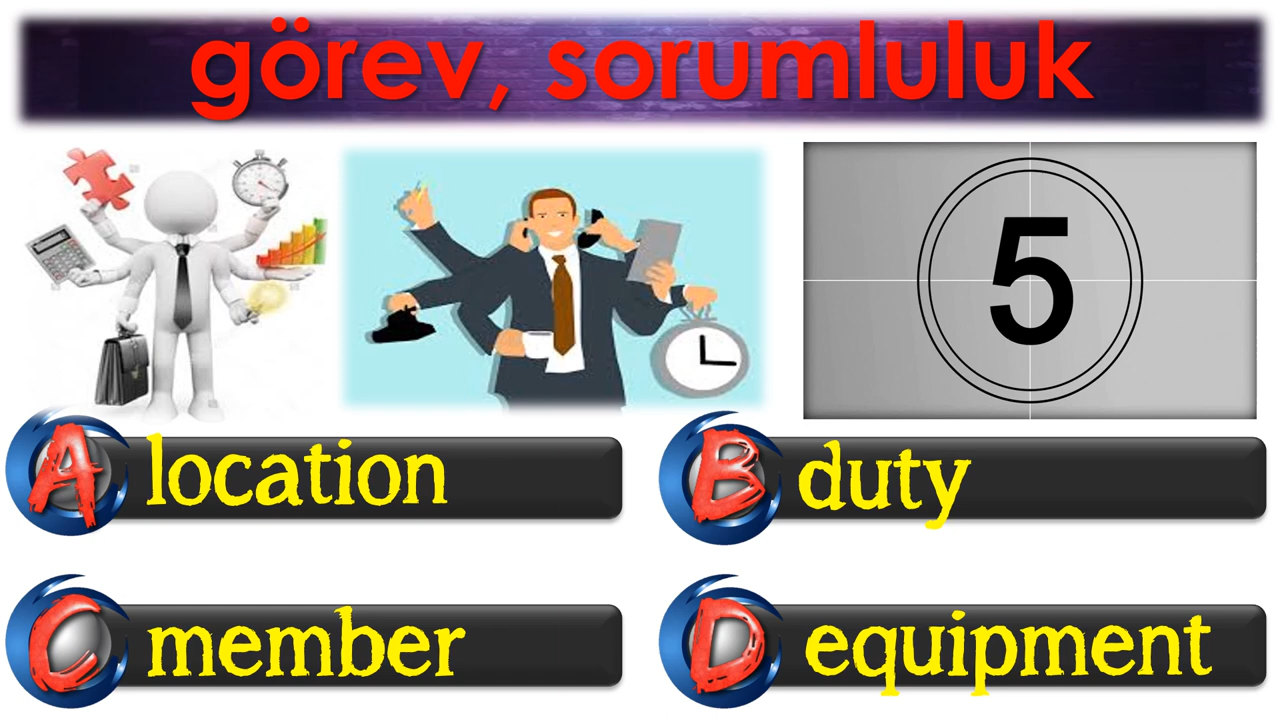 görev, sorumluluk
5
A location
B duty
C member
D equipment